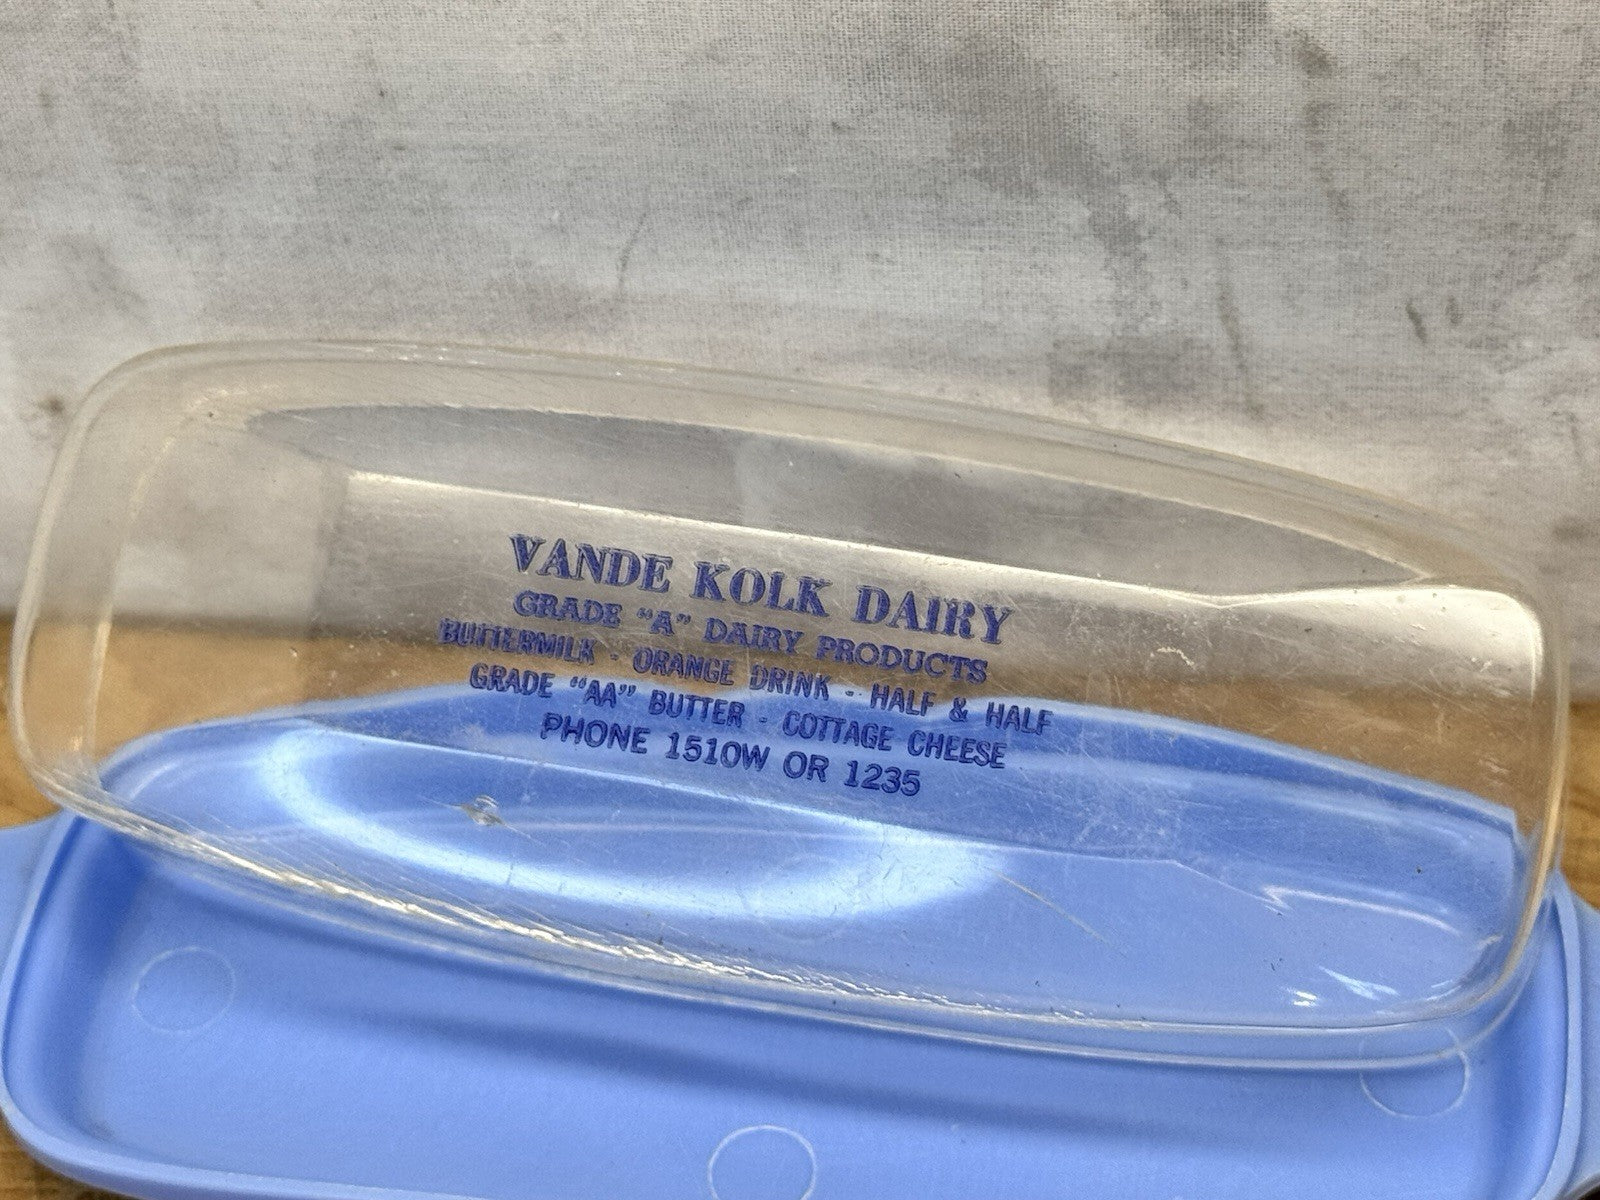 VANDE KOLK DAIRY
GRADE "A" DAIRY PRODUCTS
BUTTERMILK - ORANGE DRINK - HALF & HALF
GRADE "AA" BUTTER - COTTAGE CHEESE
PHONE 1510W OR 1235